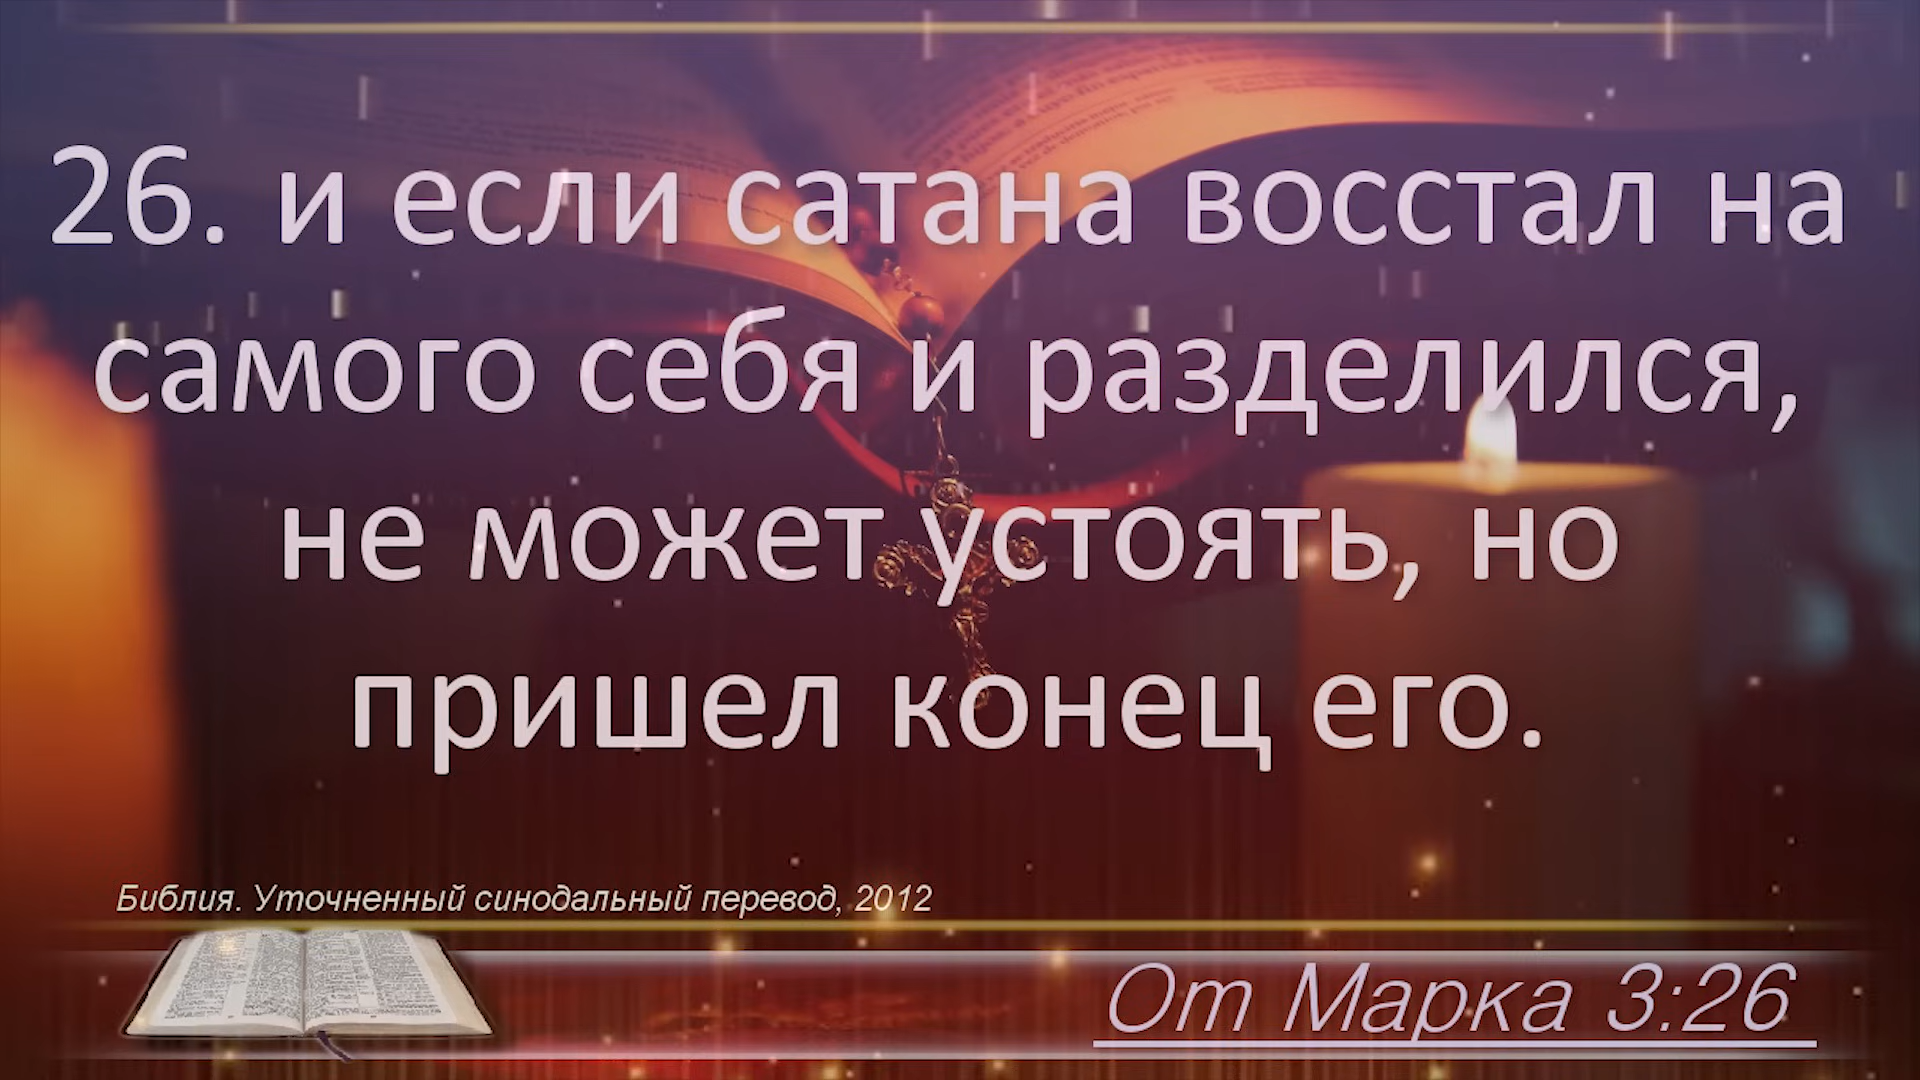 26. и если сатана восстал на
самого себя и разделился,
не может устоять, но
пришел конец его.
Библия. Уточненный синодальный перевод, 2012
От Марка 3:26